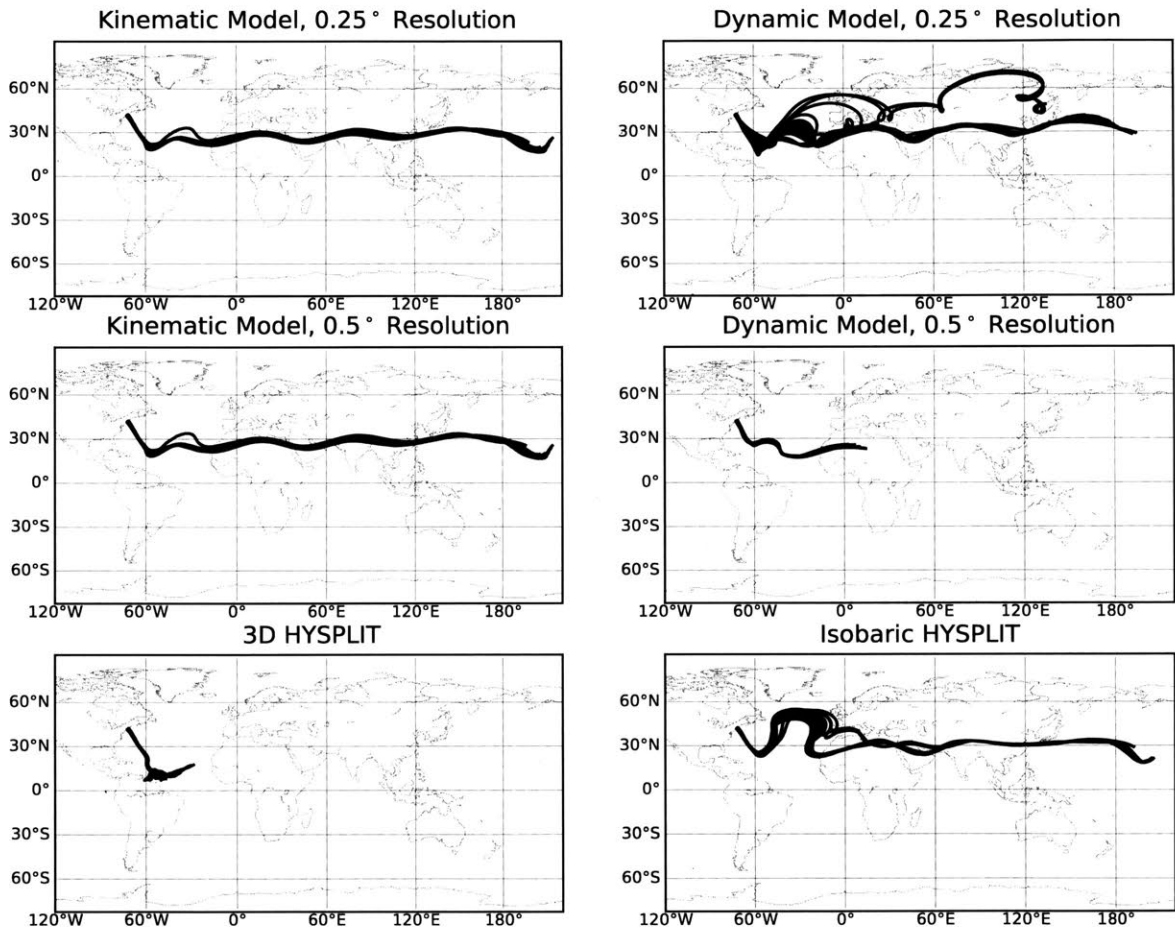 Kinematic Model, 0.25° Resolution
60°N
30°N
0°
30°S
60°S
120°W 60°W 0° 60°E 120°E 180°
Dynamic Model, 0.25° Resolution
60°N
30°N
0°
30°S
60°S
120°W 60°W 0° 60°E 120°E 180°
Kinematic Model, 0.5° Resolution
60°N
30°N
0°
30°S
60°S
120°W 60°W 0° 60°E 120°E 180°
Dynamic Model, 0.5° Resolution
60°N
30°N
0°
30°S
60°S
120°W 60°W 0° 60°E 120°E 180°
3D HYSPLIT
60°N
30°N
0°
30°S
60°S
120°W 60°W 0° 60°E 120°E 180°
Isobaric HYSPLIT
60°N
30°N
0°
30°S
60°S
120°W 60°W 0° 60°E 120°E 180°